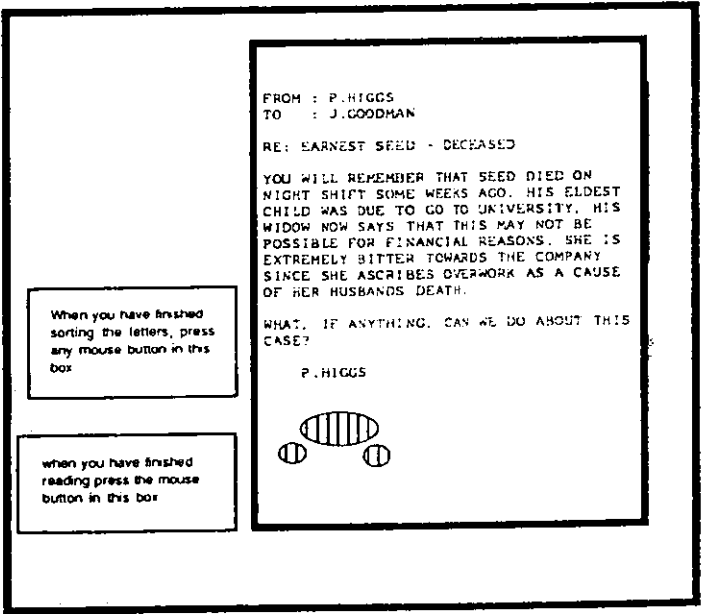 FROM : P.HIGGS
TO : J.GOODMAN
RE: EARNEST SEED - DECEASED
YOU WILL REMEMBER THAT SEED DIED ON
NIGHT SHIFT SOME WEEKS AGO. HIS ELDEST
CHILD WAS DUE TO GO TO UNIVERSITY, HIS
WIDOW NOW SAYS THAT THIS MAY NOT BE
POSSIBLE FOR FINANCIAL REASONS. SHE IS
EXTREMELY BITTER TOWARDS THE COMPANY
SINCE SHE ASCRIBES OVERWORK AS A CAUSE
OF HER HUSBANDS DEATH.
WHAT, IF ANYTHING, CAN WE DO ABOUT THIS
CASE?
P.HIGGS
When you have finished
sorting the letters, press
any mouse button in this
box
when you have finished
reading press the mouse
button in this box